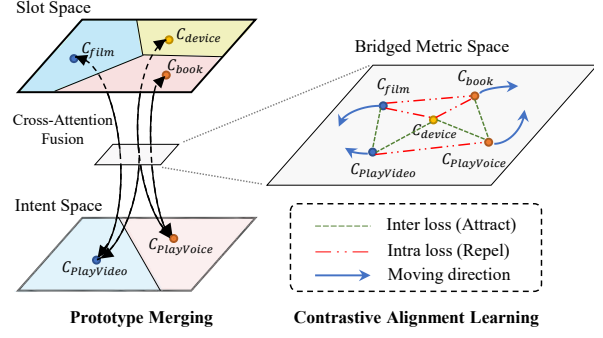 Slot Space
C_film
C_device
C_book
Cross-Attention
Fusion
Intent Space
C_PlayVideo
C_PlayVoice
Prototype Merging
Bridged Metric Space
C_film
C_book
C_device
C_PlayVideo
C_PlayVoice
Inter loss (Attract)
Intra loss (Repel)
Moving direction
Contrastive Alignment Learning